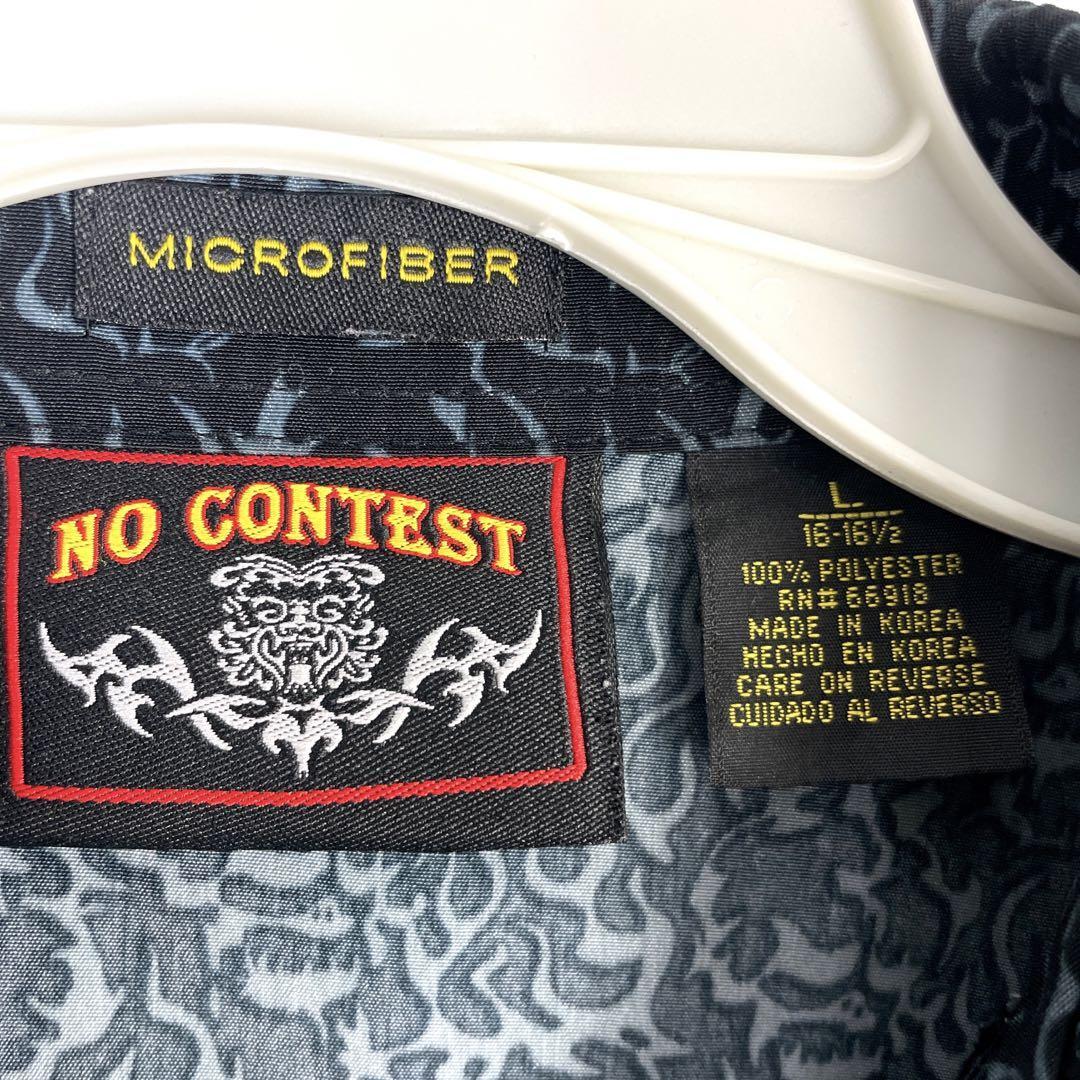 MICROFIBER
NO CONTEST
L
16-16½
100% POLYESTER
RN# 66918
MADE IN KOREA
HECHO EN KOREA
CARE ON REVERSE
CUIDADO AL REVERSO